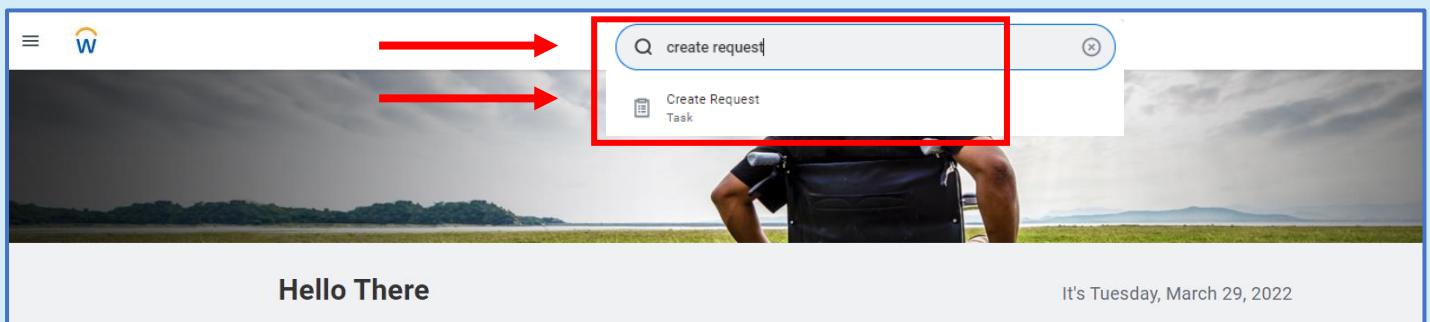 create request
Create Request
Task
Hello There
It's Tuesday, March 29, 2022